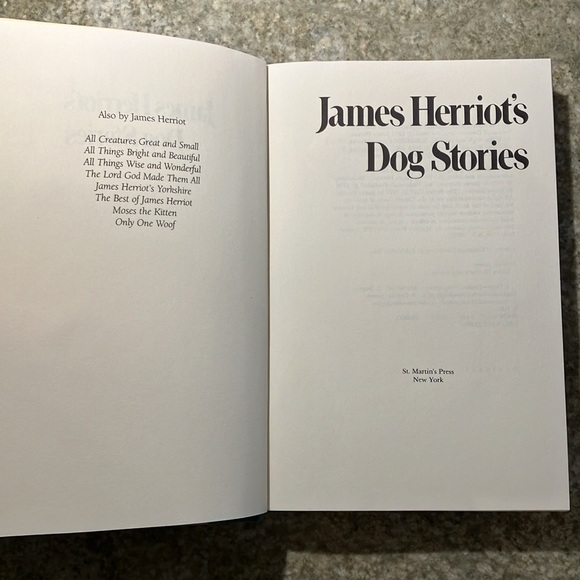 Also by James Herriot
All Creatures Great and Small
All Things Bright and Beautiful
All Things Wise and Wonderful
The Lord God Made Them All
James Herriot's Yorkshire
The Best of James Herriot
Moses the Kitten
Only One Woof
James Herriot's
Dog Stories
St. Martin's Press
New York